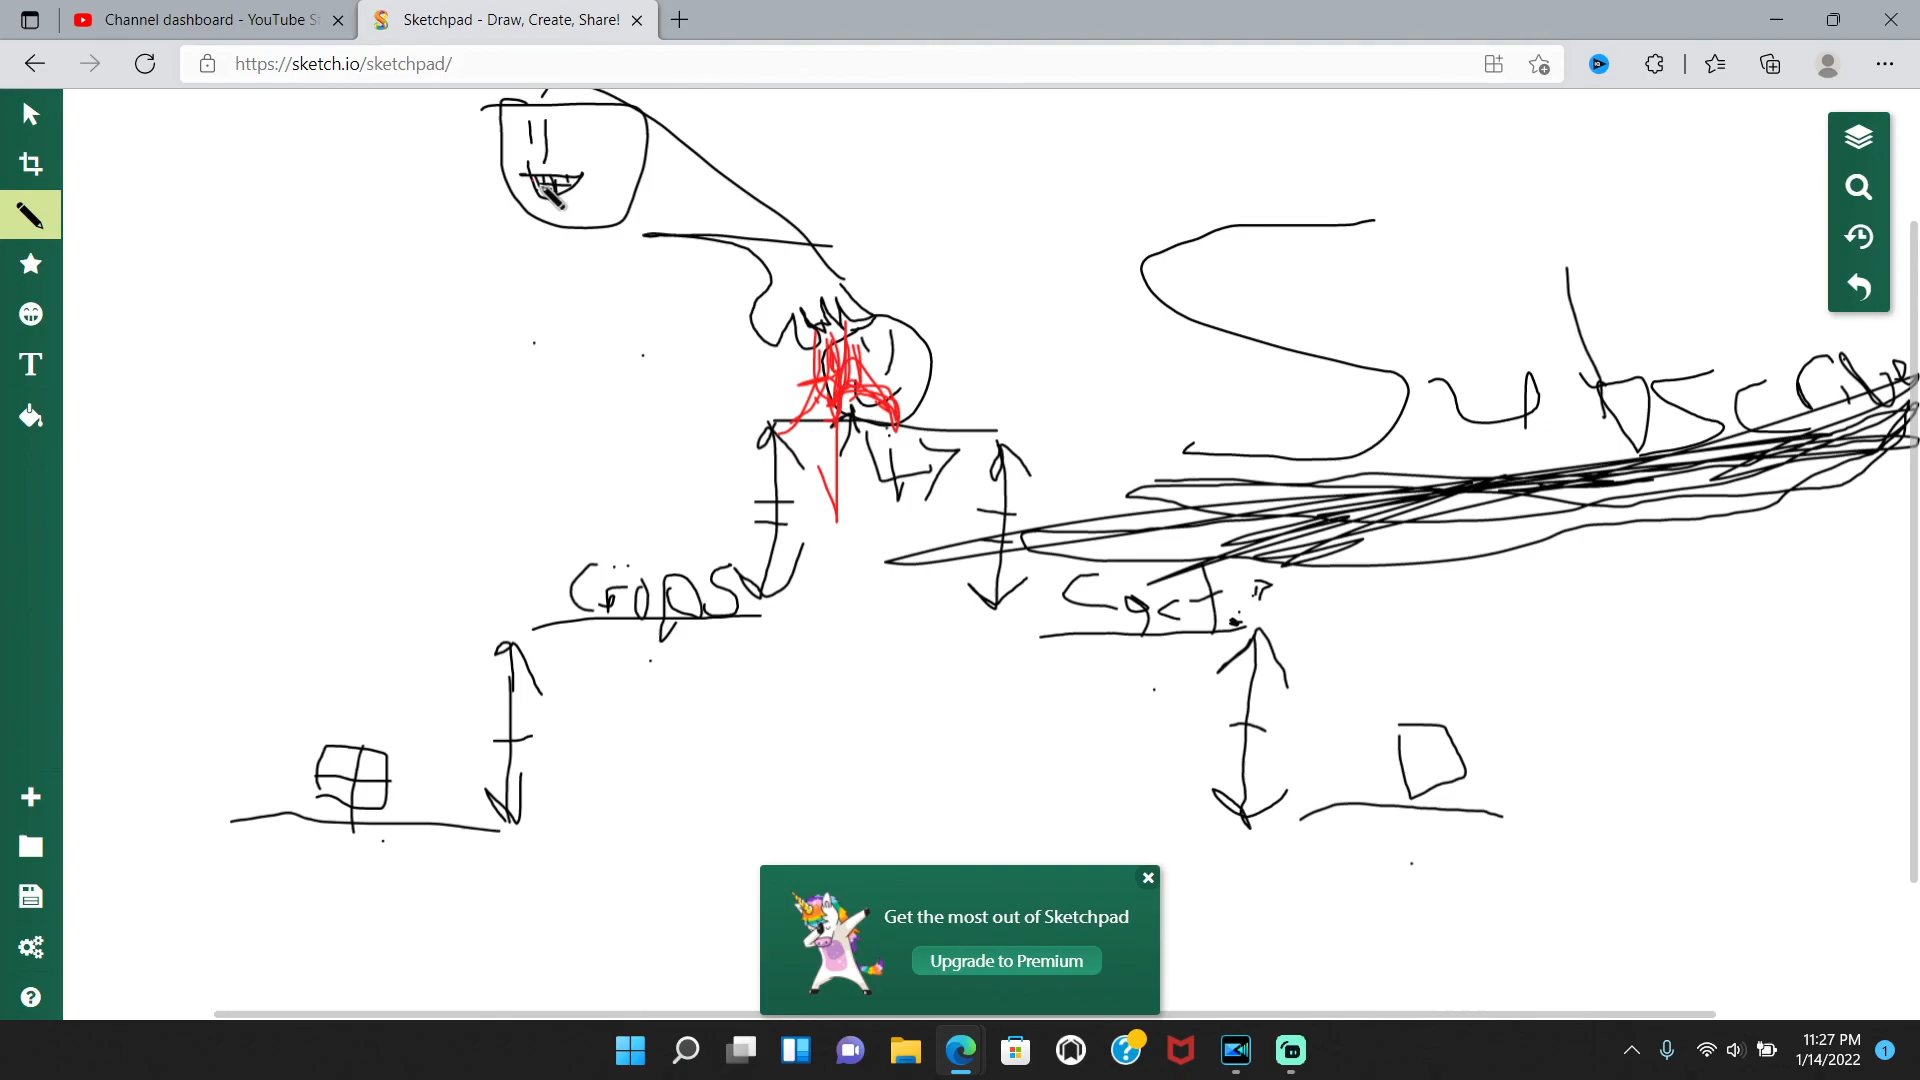 Channel dashboard - YouTube St
Sketchpad - Draw, Create, Share!
https://sketch.io/sketchpad/
T
Get the most out of Sketchpad
Upgrade to Premium
11:27 PM
1/14/2022
1